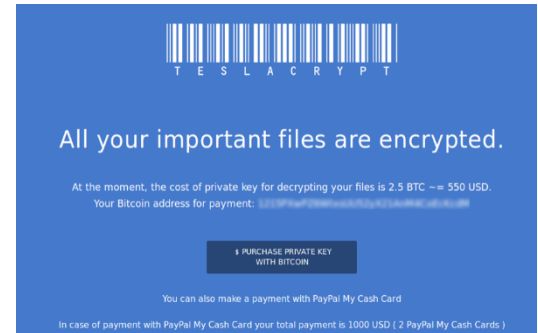 TESLACRYPT
All your important files are encrypted.
At the moment, the cost of private key for decrypting your files is 2.5 BTC ~= 550 USD.
Your Bitcoin address for payment:
$ PURCHASE PRIVATE KEY
WITH BITCOIN
You can also make a payment with PayPal My Cash Card
In case of payment with PayPal My Cash Card your total payment is 1000 USD ( 2 PayPal My Cash Cards )